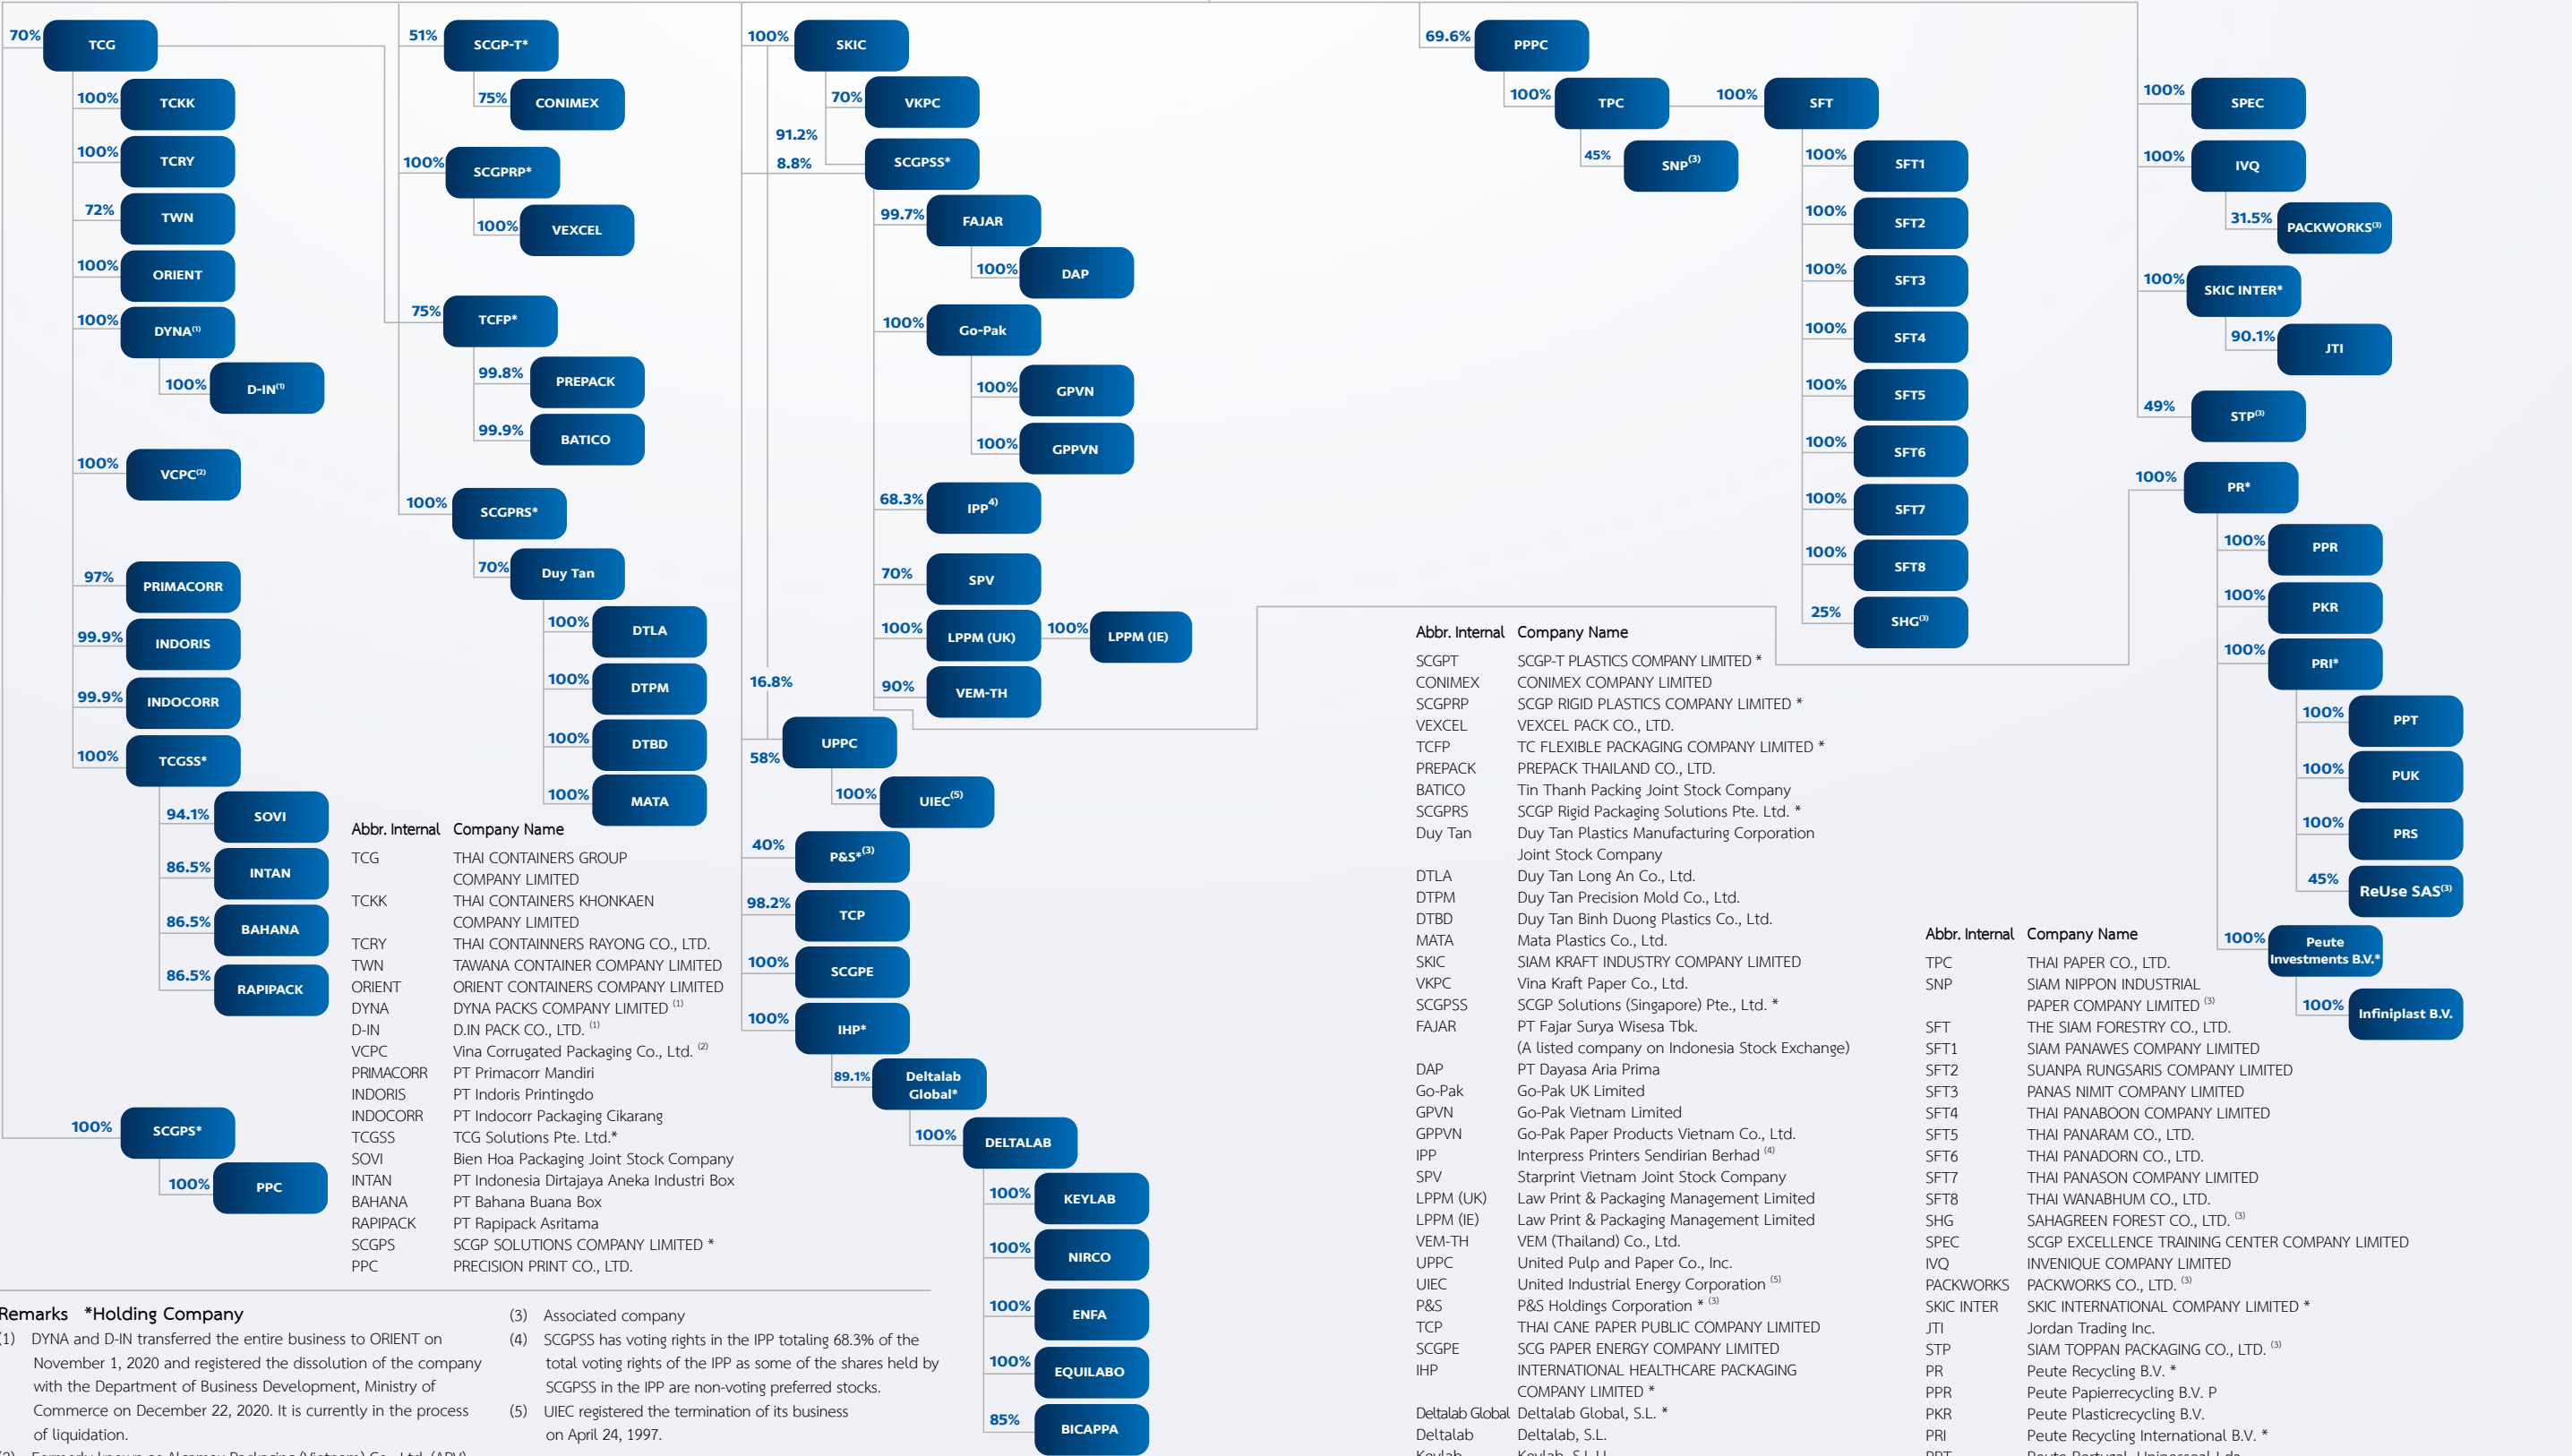 70%
TCG
100%
TCKK
100%
TCRY
72%
TWN
100%
ORIENT
100%
DYNA(1)
100%
D-IN(1)
100%
VCPC(2)
97%
PRIMACORR
99.9%
INDORIS
99.9%
INDOCORR
100%
TCGSS*
94.1%
SOVI
86.5%
INTAN
86.5%
BAHANA
86.5%
RAPIPACK
100%
SCGPS*
100%
PPC
51%
SCGP-T*
75%
CONIMEX
100%
SCGPRP*
100%
VEXCEL
75%
TCFP*
99.8%
PREPACK
99.9%
BATICO
100%
SCGPRS*
70%
Duy Tan
100%
DTLA
100%
DTPM
100%
DTBD
100%
MATA
100%
SKIC
70%
VKPC
91.2%
8.8%
SCGPSS*
99.7%
FAJAR
100%
DAP
100%
Go-Pak
100%
GPVN
100%
GPPVN
68.3%
IPP4)
70%
SPV
100%
LPPM (UK)
100%
LPPM (IE)
90%
VEM-TH
16.8%
58%
UPPC
100%
UIEC(5)
40%
P&S*(3)
98.2%
TCP
100%
SCGPE
100%
IHP*
89.1%
Deltalab
Global*
100%
DELTALAB
100%
KEYLAB
100%
NIRCO
100%
ENFA
100%
EQUILABO
85%
BICAPPA
69.6%
PPPC
100%
TPC
45%
SNP(3)
100%
SFT
100%
SFT1
100%
SFT2
100%
SFT3
100%
SFT4
100%
SFT5
100%
SFT6
100%
SFT7
100%
SFT8
25%
SHG(3)
100%
SPEC
100%
IVQ
31.5%
PACKWORKS(3)
100%
SKIC INTER*
90.1%
JTI
49%
STP(3)
100%
PR*
100%
PPR
100%
PKR
100%
PRI*
100%
PPT
100%
PUK
100%
PRS
45%
ReUse SAS(3)
100%
Peute
Investments B.V.*
100%
Infiniplast B.V.
Abbr. Internal Company Name
TCG THAI CONTAINERS GROUP
COMPANY LIMITED
TCKK THAI CONTAINERS KHONKAEN
COMPANY LIMITED
TCRY THAI CONTAINNERS RAYONG CO., LTD.
TWN TAWANA CONTAINER COMPANY LIMITED
ORIENT ORIENT CONTAINERS COMPANY LIMITED
DYNA DYNA PACKS COMPANY LIMITED (1)
D-IN D.IN PACK CO., LTD. (1)
VCPC Vina Corrugated Packaging Co., Ltd. (2)
PRIMACORR PT Primacorr Mandiri
INDORIS PT Indoris Printingdo
INDOCORR PT Indocorr Packaging Cikarang
TCGSS TCG Solutions Pte. Ltd.*
SOVI Bien Hoa Packaging Joint Stock Company
INTAN PT Indonesia Dirtajaya Aneka Industri Box
BAHANA PT Bahana Buana Box
RAPIPACK PT Rapipack Asritama
SCGPS SCGP SOLUTIONS COMPANY LIMITED *
PPC PRECISION PRINT CO., LTD.
Abbr. Internal Company Name
SCGPT SCGP-T PLASTICS COMPANY LIMITED *
CONIMEX CONIMEX COMPANY LIMITED
SCGPRP SCGP RIGID PLASTICS COMPANY LIMITED *
VEXCEL VEXCEL PACK CO., LTD.
TCFP TC FLEXIBLE PACKAGING COMPANY LIMITED *
PREPACK PREPACK THAILAND CO., LTD.
BATICO Tin Thanh Packing Joint Stock Company
SCGPRS SCGP Rigid Packaging Solutions Pte. Ltd. *
Duy Tan Duy Tan Plastics Manufacturing Corporation
Joint Stock Company
DTLA Duy Tan Long An Co., Ltd.
DTPM Duy Tan Precision Mold Co., Ltd.
DTBD Duy Tan Binh Duong Plastics Co., Ltd.
MATA Mata Plastics Co., Ltd.
SKIC SIAM KRAFT INDUSTRY COMPANY LIMITED
VKPC Vina Kraft Paper Co., Ltd.
SCGPSS SCGP Solutions (Singapore) Pte., Ltd. *
FAJAR PT Fajar Surya Wisesa Tbk.
(A listed company on Indonesia Stock Exchange)
DAP PT Dayasa Aria Prima
Go-Pak Go-Pak UK Limited
GPVN Go-Pak Vietnam Limited
GPPVN Go-Pak Paper Products Vietnam Co., Ltd.
IPP Interpress Printers Sendirian Berhad (4)
SPV Starprint Vietnam Joint Stock Company
LPPM (UK) Law Print & Packaging Management Limited
LPPM (IE) Law Print & Packaging Management Limited
VEM-TH VEM (Thailand) Co., Ltd.
UPPC United Pulp and Paper Co., Inc.
UIEC United Industrial Energy Corporation (5)
P&S P&S Holdings Corporation * (3)
TCP THAI CANE PAPER PUBLIC COMPANY LIMITED
SCGPE SCG PAPER ENERGY COMPANY LIMITED
IHP INTERNATIONAL HEALTHCARE PACKAGING
COMPANY LIMITED *
Deltalab Global Deltalab Global, S.L. *
Deltalab Deltalab, S.L.
Keylab Keylab, S.L.U.
Abbr. Internal Company Name
TPC THAI PAPER CO., LTD.
SNP SIAM NIPPON INDUSTRIAL
PAPER COMPANY LIMITED (3)
SFT THE SIAM FORESTRY CO., LTD.
SFT1 SIAM PANAWES COMPANY LIMITED
SFT2 SUANPA RUNGSARIS COMPANY LIMITED
SFT3 PANAS NIMIT COMPANY LIMITED
SFT4 THAI PANABOON COMPANY LIMITED
SFT5 THAI PANARAM CO., LTD.
SFT6 THAI PANADORN CO., LTD.
SFT7 THAI PANASON COMPANY LIMITED
SFT8 THAI WANABHUM CO., LTD.
SHG SAHAGREEN FOREST CO., LTD. (3)
SPEC SCGP EXCELLENCE TRAINING CENTER COMPANY LIMITED
IVQ INVENIQUE COMPANY LIMITED
PACKWORKS PACKWORKS CO., LTD. (3)
SKIC INTER SKIC INTERNATIONAL COMPANY LIMITED *
JTI Jordan Trading Inc.
STP SIAM TOPPAN PACKAGING CO., LTD. (3)
PR Peute Recycling B.V. *
PPR Peute Papierrecycling B.V. P
PKR Peute Plasticrecycling B.V.
PRI Peute Recycling International B.V. *
PPT Peute Portugal, Unipessoal Lda.
Remarks *Holding Company
(1) DYNA and D-IN transferred the entire business to ORIENT on
November 1, 2020 and registered the dissolution of the company
with the Department of Business Development, Ministry of
Commerce on December 22, 2020. It is currently in the process
of liquidation.
(2) Formerly known as Alcamax Packaging (Vietnam) Co., Ltd. (APV)
(3) Associated company
(4) SCGPSS has voting rights in the IPP totaling 68.3% of the
total voting rights of the IPP as some of the shares held by
SCGPSS in the IPP are non-voting preferred stocks.
(5) UIEC registered the termination of its business
on April 24, 1997.